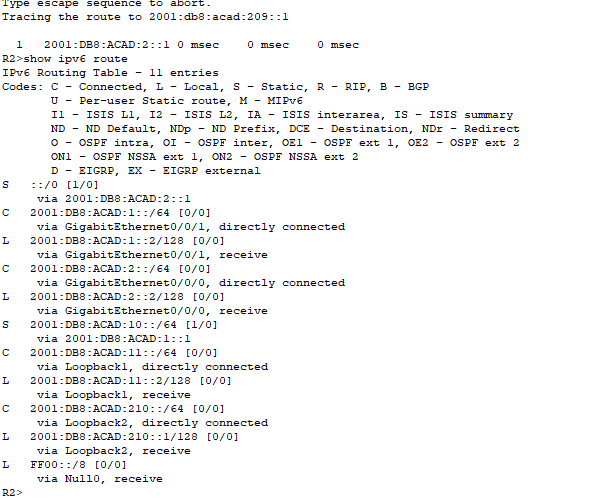 Type escape sequence to abort.
Tracing the route to 2001:db8:acad:209::1
1 2001:DB8:ACAD:2::1 0 msec 0 msec 0 msec
R2>show ipv6 route
IPv6 Routing Table - 11 entries
Codes: C - Connected, L - Local, S - Static, R - RIP, B - BGP
U - Per-user Static route, M - MIPv6
I1 - ISIS L1, I2 - ISIS L2, IA - ISIS interarea, IS - ISIS summary
ND - ND Default, NDp - ND Prefix, DCE - Destination, NDr - Redirect
O - OSPF intra, OI - OSPF inter, OE1 - OSPF ext 1, OE2 - OSPF ext 2
ON1 - OSPF NSSA ext 1, ON2 - OSPF NSSA ext 2
D - EIGRP, EX - EIGRP external
S ::/0 [1/0]
via 2001:DB8:ACAD:2::1
C 2001:DB8:ACAD:1::/64 [0/0]
via GigabitEthernet0/0/1, directly connected
L 2001:DB8:ACAD:1::2/128 [0/0]
via GigabitEthernet0/0/1, receive
C 2001:DB8:ACAD:2::/64 [0/0]
via GigabitEthernet0/0/0, directly connected
L 2001:DB8:ACAD:2::2/128 [0/0]
via GigabitEthernet0/0/0, receive
S 2001:DB8:ACAD:10::/64 [1/0]
via 2001:DB8:ACAD:1::1
C 2001:DB8:ACAD:11::/64 [0/0]
via Loopback1, directly connected
L 2001:DB8:ACAD:11::2/128 [0/0]
via Loopback1, receive
C 2001:DB8:ACAD:210::/64 [0/0]
via Loopback2, directly connected
L 2001:DB8:ACAD:210::1/128 [0/0]
via Loopback2, receive
L FF00::/8 [0/0]
via Null0, receive
R2>